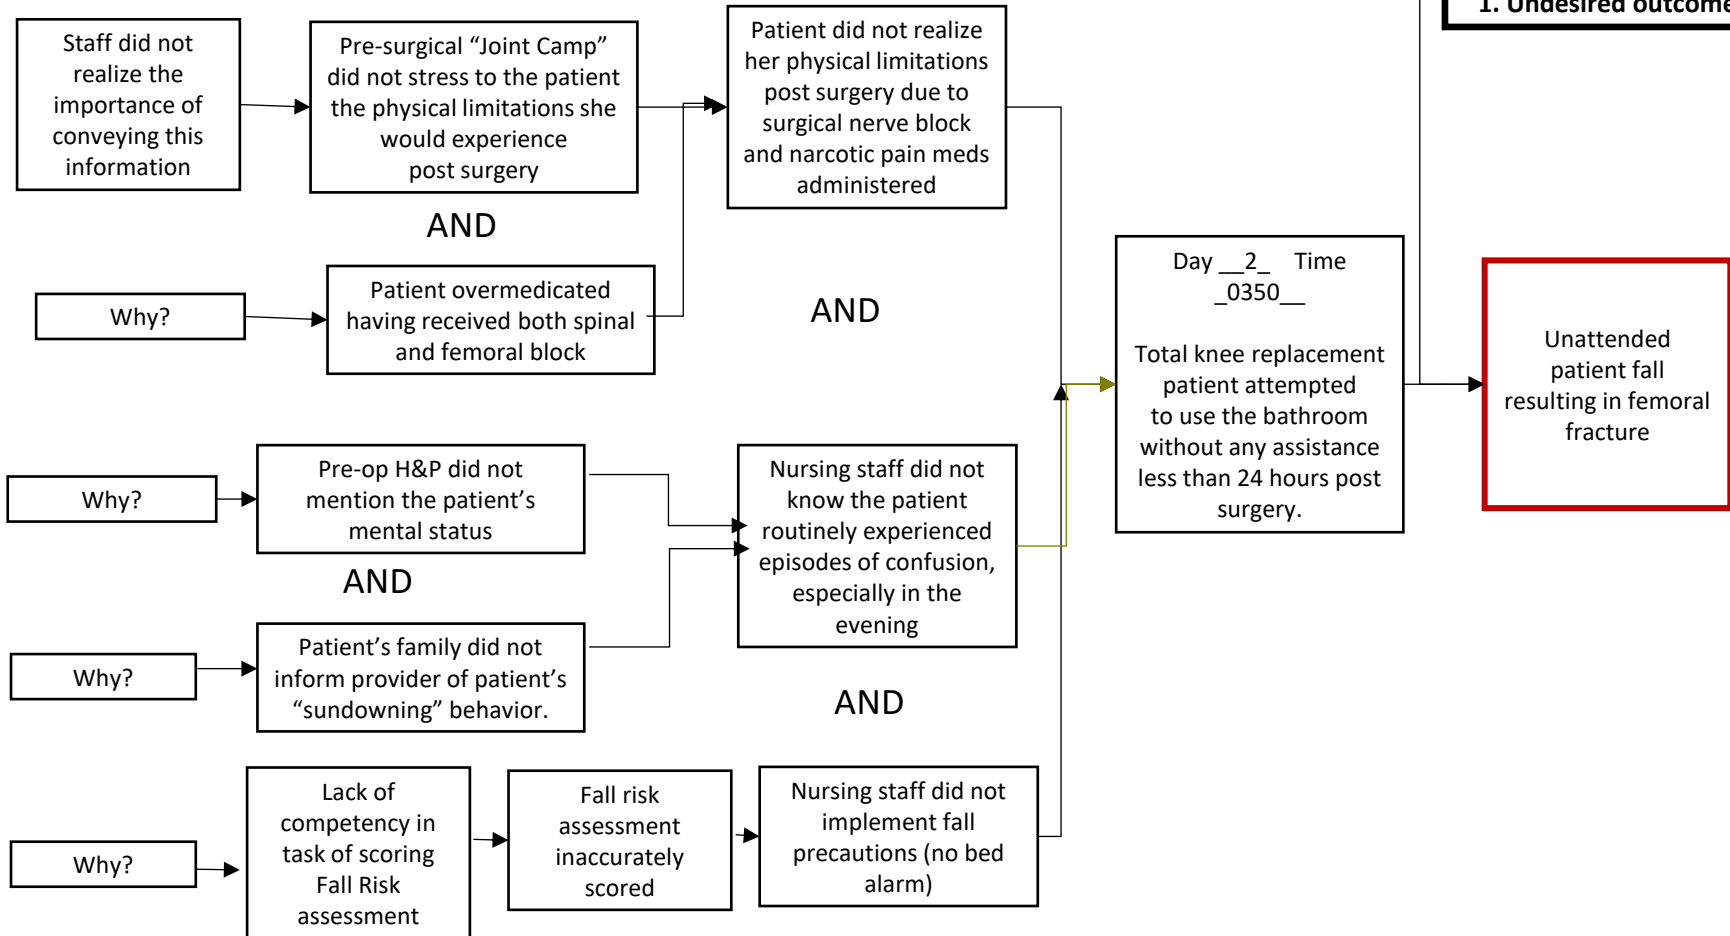 1. Undesired outcome
Staff did not
realize the
importance of
conveying this
information
Pre-surgical “Joint Camp”
did not stress to the patient
the physical limitations she
would experience
post surgery
Patient did not realize
her physical limitations
post surgery due to
surgical nerve block
and narcotic pain meds
administered
AND
Why?
Patient overmedicated
having received both spinal
and femoral block
AND
Day __2_ Time
_0350__
Total knee replacement
patient attempted
to use the bathroom
without any assistance
less than 24 hours post
surgery.
Unattended
patient fall
resulting in femoral
fracture
Why?
Pre-op H&P did not
mention the patient’s
mental status
AND
Nursing staff did not
know the patient
routinely experienced
episodes of confusion,
especially in the
evening
Why?
Patient’s family did not
inform provider of patient’s
“sundowning” behavior.
AND
Why?
Lack of
competency in
task of scoring
Fall Risk
assessment
Fall risk
assessment
inaccurately
scored
Nursing staff did not
implement fall
precautions (no bed
alarm)